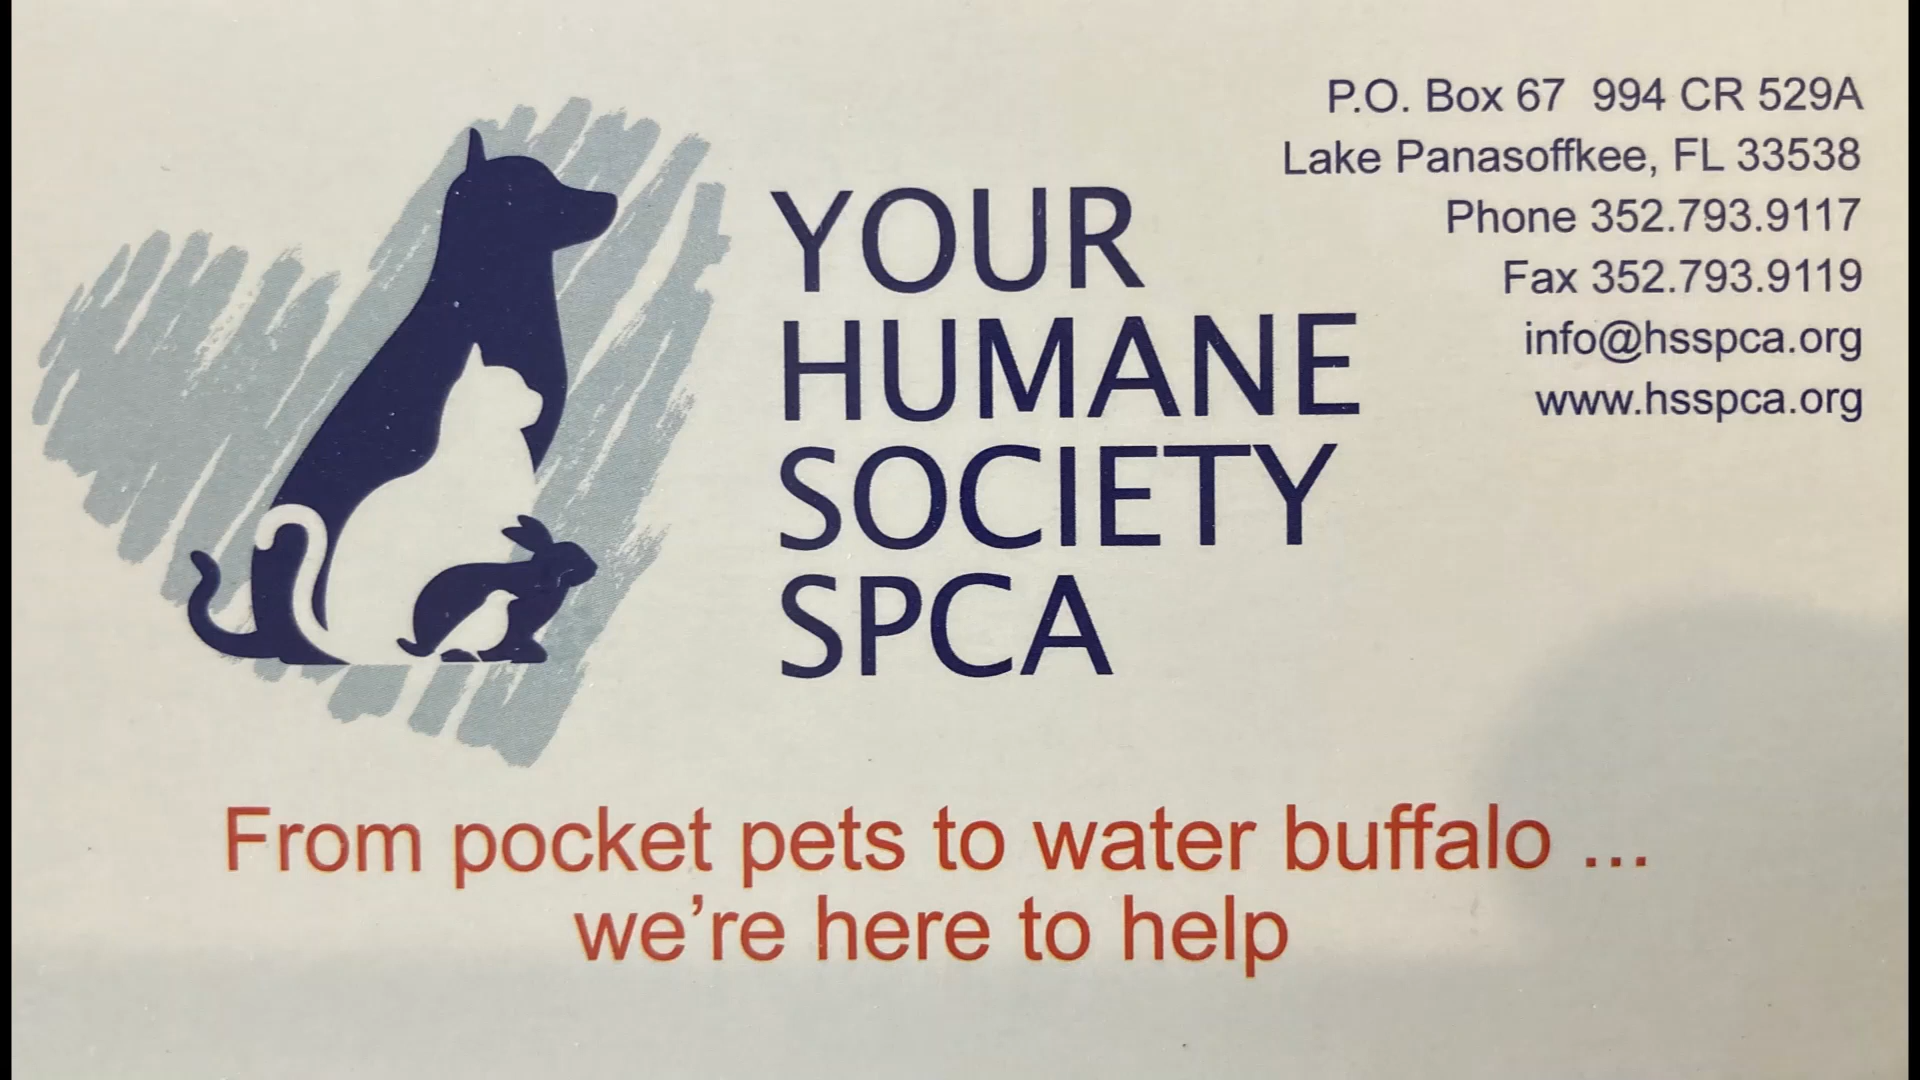 P.O. Box 67  994 CR 529A
Lake Panasoffkee, FL 33538
Phone 352.793.9117
Fax 352.793.9119
info@hsspca.org
www.hsspca.org
YOUR
HUMANE
SOCIETY
SPCA
From pocket pets to water buffalo ...
we're here to help